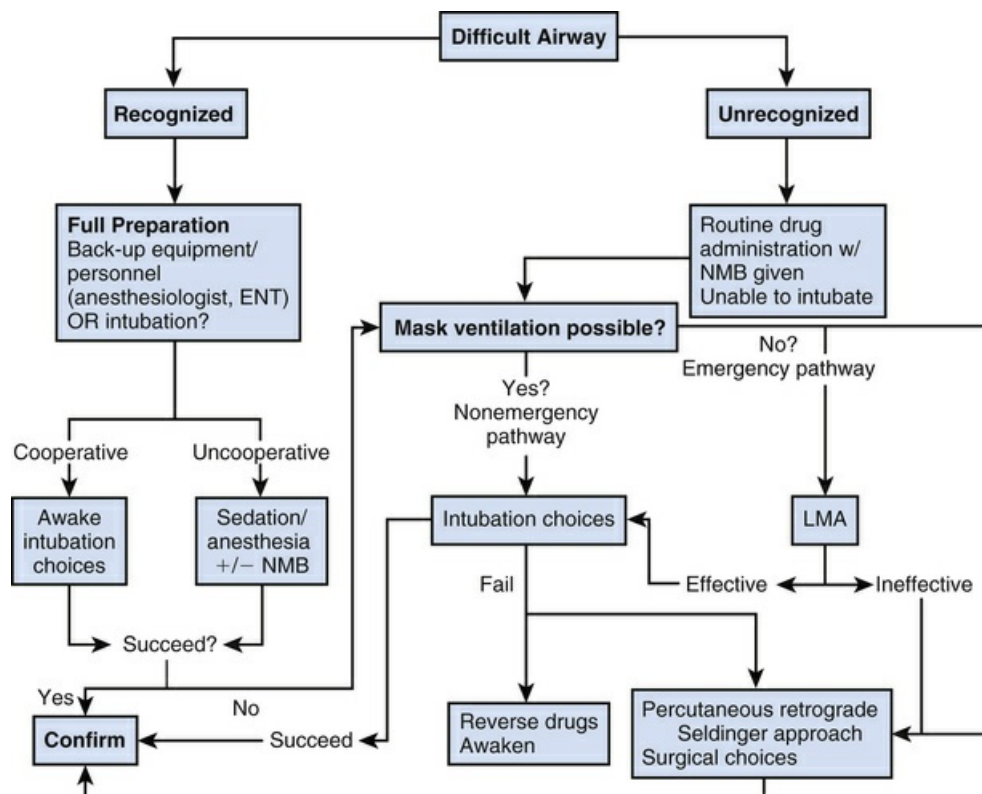 Difficult Airway
Recognized
Unrecognized
Full Preparation
Back-up equipment/
personnel
(anesthesiologist, ENT)
OR intubation?
Routine drug
administration w/
NMB given
Unable to intubate
Mask ventilation possible?
No?
Emergency pathway
Yes?
Nonemergency
pathway
Cooperative
Uncooperative
Awake
intubation
choices
Sedation/
anesthesia
+/− NMB
Intubation choices
LMA
Fail
Effective
Ineffective
Succeed?
Yes
No
Confirm
Succeed
Reverse drugs
Awaken
Percutaneous retrograde
Seldinger approach
Surgical choices